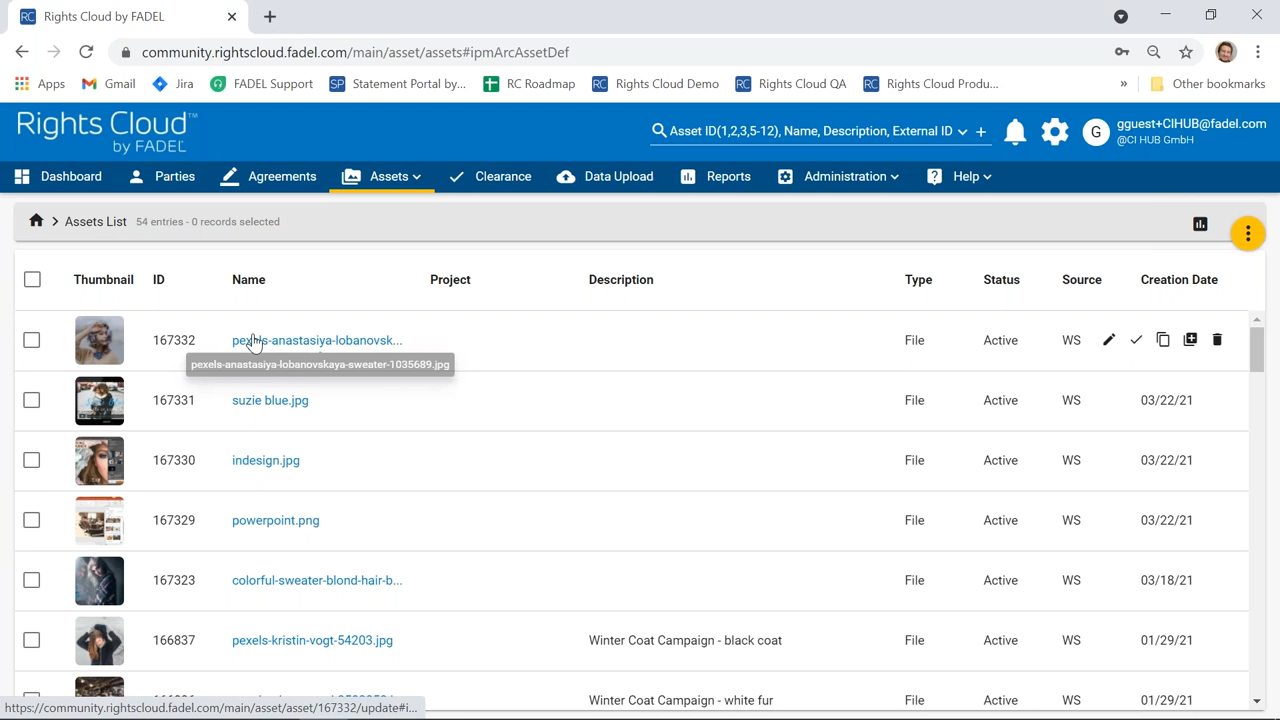 RC Rights Cloud by FADEL
community.rightscloud.fadel.com/main/asset/assets#ipmArcAssetDef
Apps Gmail Jira FADEL Support SP Statement Portal by... RC Roadmap RC Rights Cloud Demo RC Rights Cloud QA RC Rights Cloud Produ... » Other bookmarks
Rights Cloud™
by FADEL
Asset ID(1,2,3,5-12), Name, Description, External ID
G
gguest+CIHUB@fadel.com
@CI HUB GmbH
Dashboard Parties Agreements Assets Clearance Data Upload Reports Administration Help
Assets List 54 entries - 0 records selected
Thumbnail ID Name Project Description Type Status Source Creation Date
167332 pexels-anastasiya-lobanovsk... File Active WS
pexels-anastasiya-lobanovskaya-sweater-1035689.jpg
167331 suzie blue.jpg File Active WS 03/22/21
167330 indesign.jpg File Active WS 03/22/21
167329 powerpoint.png File Active WS 03/22/21
167323 colorful-sweater-blond-hair-b... File Active WS 03/18/21
166837 pexels-kristin-vogt-54203.jpg Winter Coat Campaign - black coat File Active WS 01/29/21
Winter Coat Campaign - white fur File Active WS 01/29/21
https://community.rightscloud.fadel.com/main/asset/asset/167332/update#i...